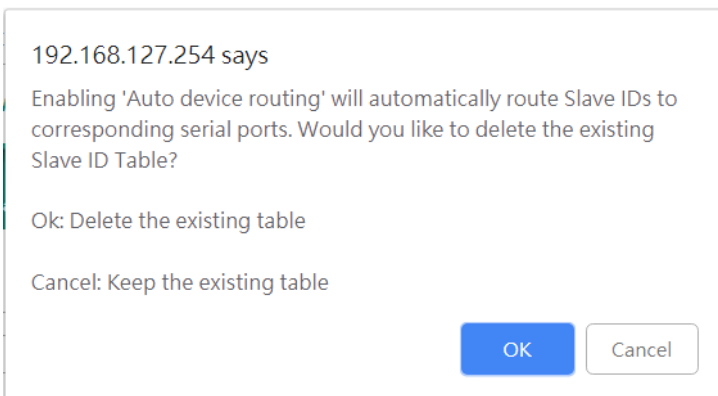 192.168.127.254 says
Enabling 'Auto device routing' will automatically route Slave IDs to
corresponding serial ports. Would you like to delete the existing
Slave ID Table?
Ok: Delete the existing table
Cancel: Keep the existing table
OK
Cancel